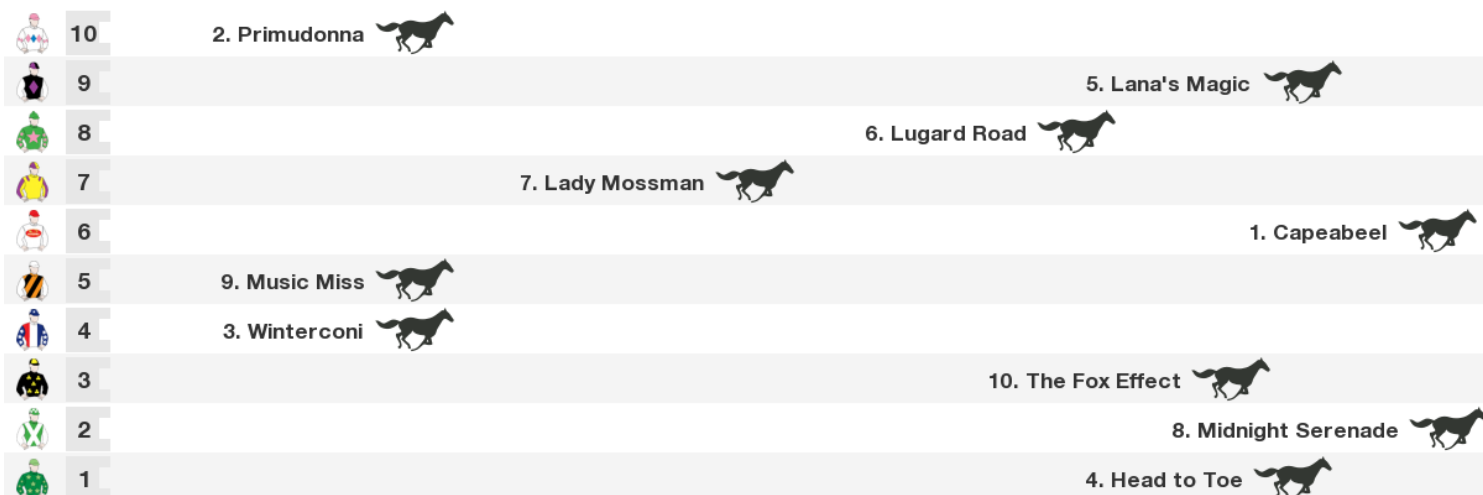 10 2. Primudonna
9 5. Lana's Magic
8 6. Lugard Road
7 7. Lady Mossman
6 1. Capeabeel
5 9. Music Miss
4 3. Winterconi
3 10. The Fox Effect
2 8. Midnight Serenade
1 4. Head to Toe